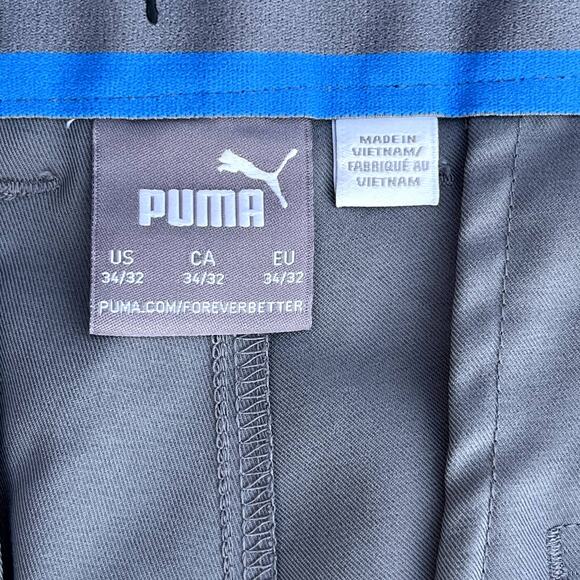 PUMA
US CA EU
34/32 34/32 34/32
PUMA.COM/FOREVERBETTER
MADE IN
VIETNAM/
FABRIQUÉ AU
VIETNAM